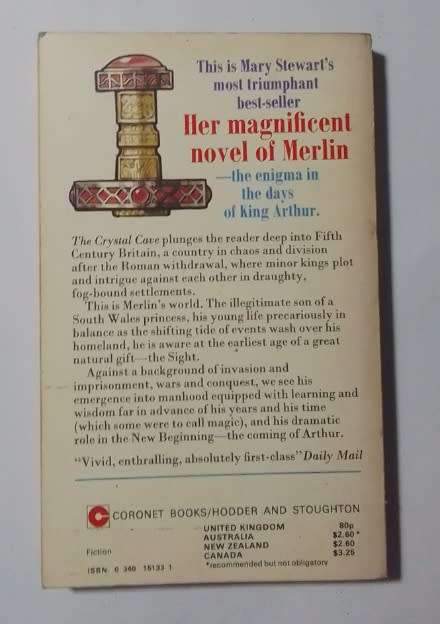 This is Mary Stewart's
most triumphant
best-seller
Her magnificent
novel of Merlin
—the enigma in
the days
of King Arthur.
The Crystal Cove plunges the reader deep into Fifth
Century Britain, a country in chaos and division
after the Roman withdrawal, where minor kings plot
and intrigue against each other in draughty,
fog-bound settlements.
This is Merlin's world. The illegitimate son of a
South Wales princess, his young life precariously in
balance as the shifting tide of events wash over his
homeland, he is aware at the earliest age of a great
natural gift—the Sight.
Against a background of invasion and
imprisonment, wars and conquest, we see his
emergence into manhood equipped with learning and
wisdom far in advance of his years and his time
(which some were to call magic), and his dramatic
role in the New Beginning—the coming of Arthur.
"Vivid, enthralling, absolutely first-class" Daily Mail
CORONET BOOKS/HODDER AND STOUGHTON
UNITED KINGDOM 80p
AUSTRALIA $2.60*
Fiction NEW ZEALAND $2.60
CANADA $3.25
ISBN 0 340 15133 1 *recommended but not obligatory